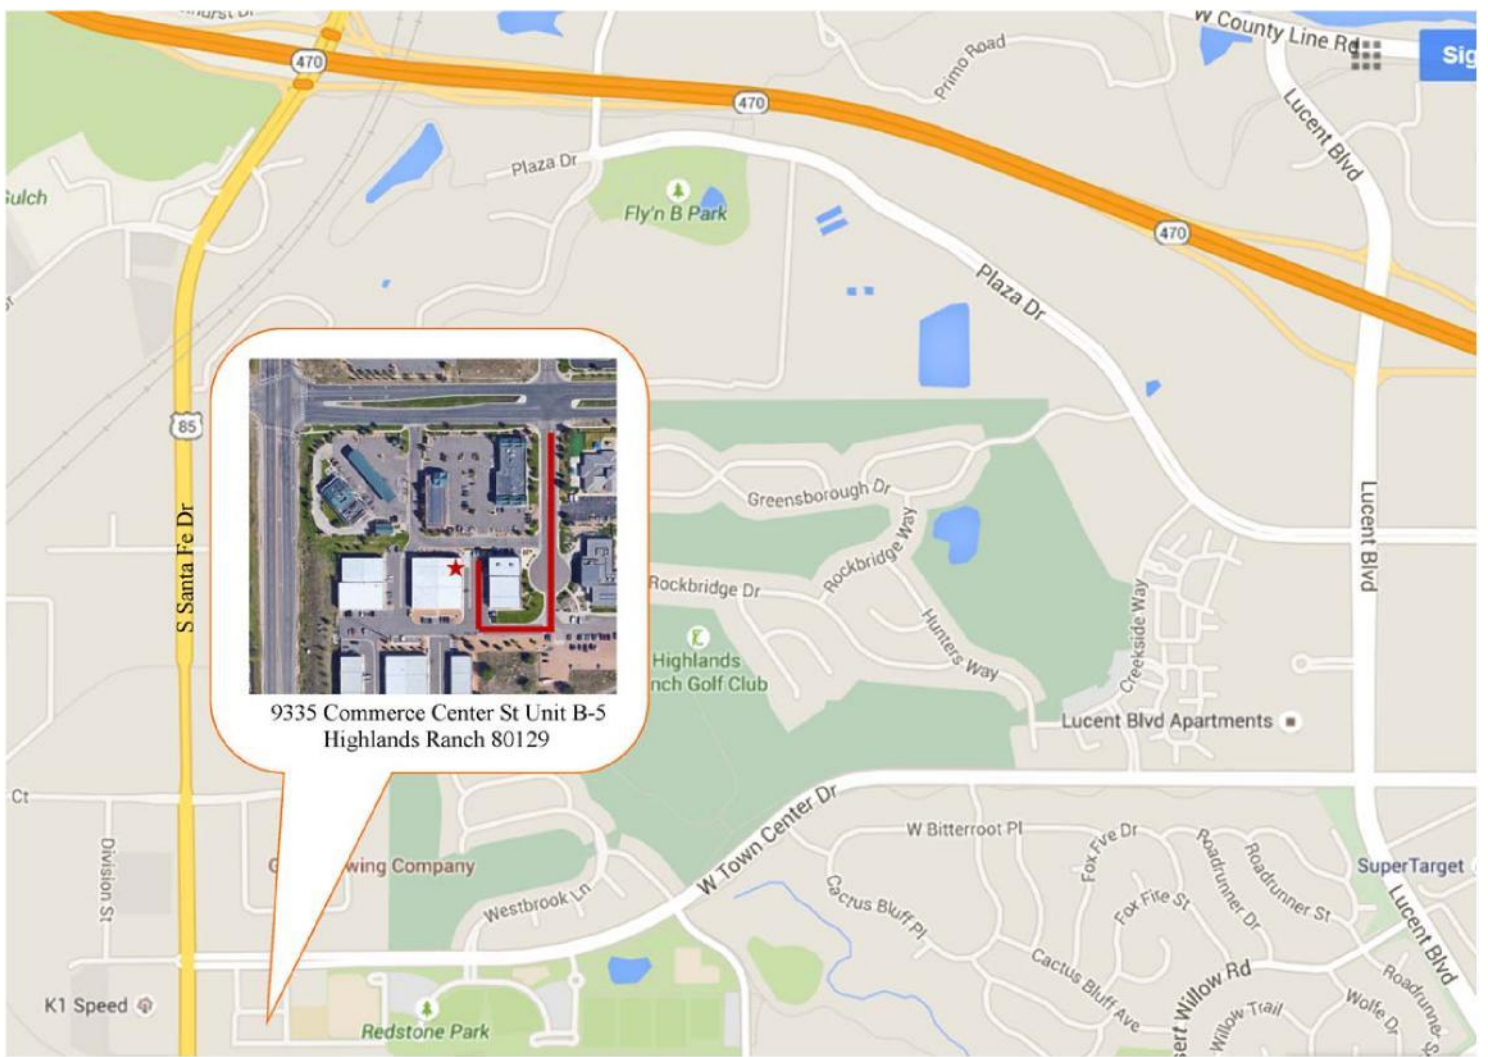 W County Line Rd
Sig
470
Primo Road
470
Lucent Blvd
Plaza Dr
Gulch
Fly'n B Park
470
Plaza Dr
85
S Santa Fe Dr
Greensborough Dr
Lucent Blvd
Rockbridge Way
Rockbridge Dr
Creekside Way
Hunters Way
Highlands
nch Golf Club
9335 Commerce Center St Unit B-5
Highlands Ranch 80129
Lucent Blvd Apartments
Ct
W Town Center Dr
W Bitterroot Pl
Fox Fire Dr
Roadrunner Dr
Roadrunner St
Division St
G
wing Company
SuperTarget
Westbrook Ln
Cactus Bluff Pl
Fox Fire St
Lucent Blvd
Cactus Bluff Ave
sert Willow Rd
Roadrunner S
K1 Speed
Redstone Park
Willow Trail
Wolfe Dr